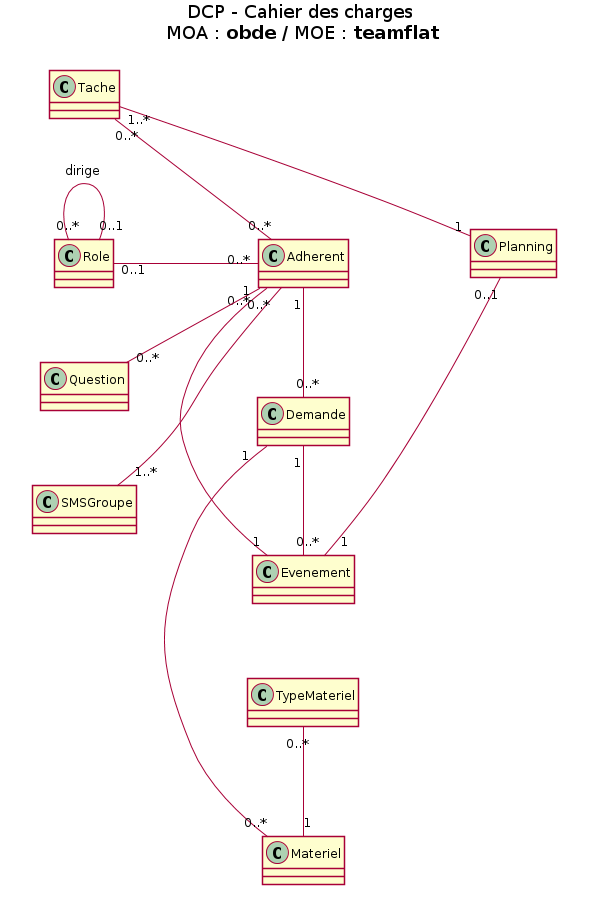 DCP - Cahier des charges
MOA : obde / MOE : teamflat
C Tache
1..*
0..*
dirige
0..*
0..1
0..*
1
C Role
0..1
0..*
C Adherent
C Planning
1
0..*
0..*
1
0..1
0..*
C Question
0..*
C Demande
1
1
1..*
C SMSGroupe
1
0..*
1
C Evenement
C TypeMateriel
0..*
0..*
1
C Materiel